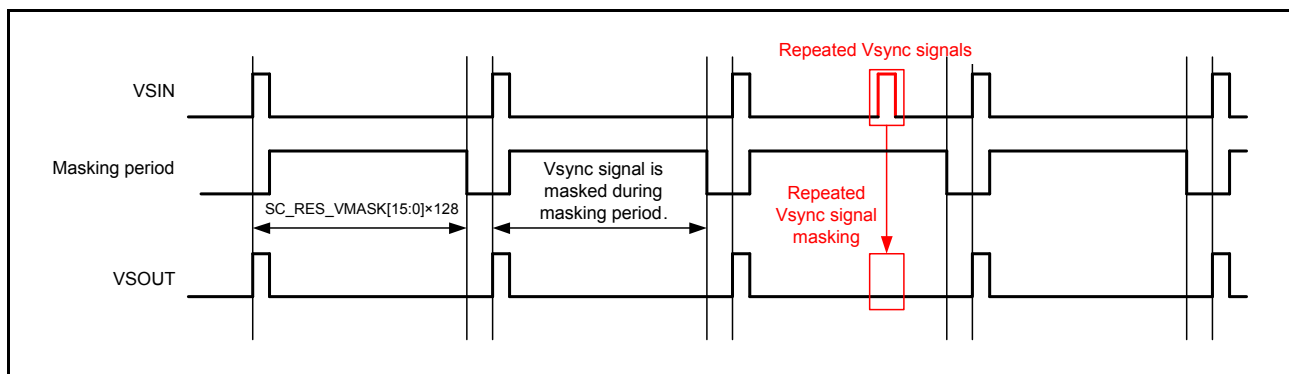 Repeated Vsync signals
VSIN
Masking period
Vsync signal is
masked during
masking period.
SC_RES_VMASK[15:0]×128
Repeated
Vsync signal
masking
VSOUT